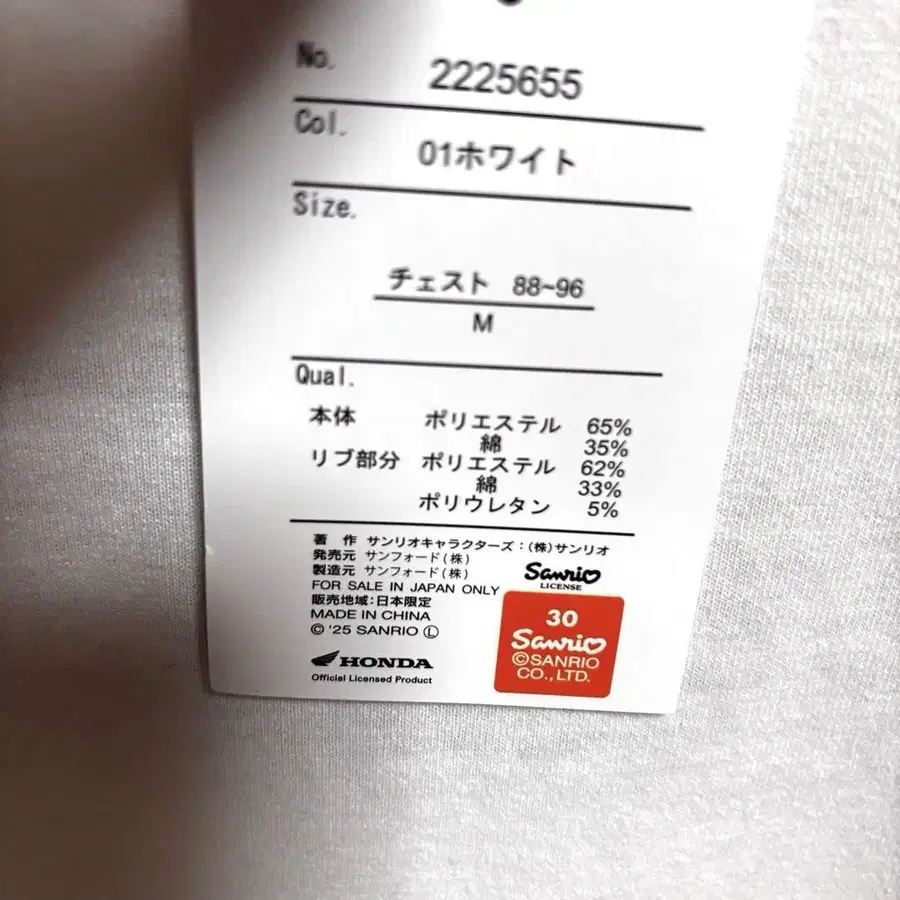 No.
2225655
Col.
01ホワイト
Size.
チェスト 88~96
M
Qual.
本体 ポリエステル 65%
綿 35%
リブ部分 ポリエステル 62%
綿 33%
ポリウレタン 5%
著 作 サンリオキャラクターズ:(株)サンリオ
発売元 サンフォード(株)
製造元 サンフォード(株)
FOR SALE IN JAPAN ONLY
販売地域:日本限定
MADE IN CHINA
© '25 SANRIO Ⓛ
Sanrio
LICENSE
30
Sanrio
©SANRIO
CO.,LTD.
HONDA
Official Licensed Product